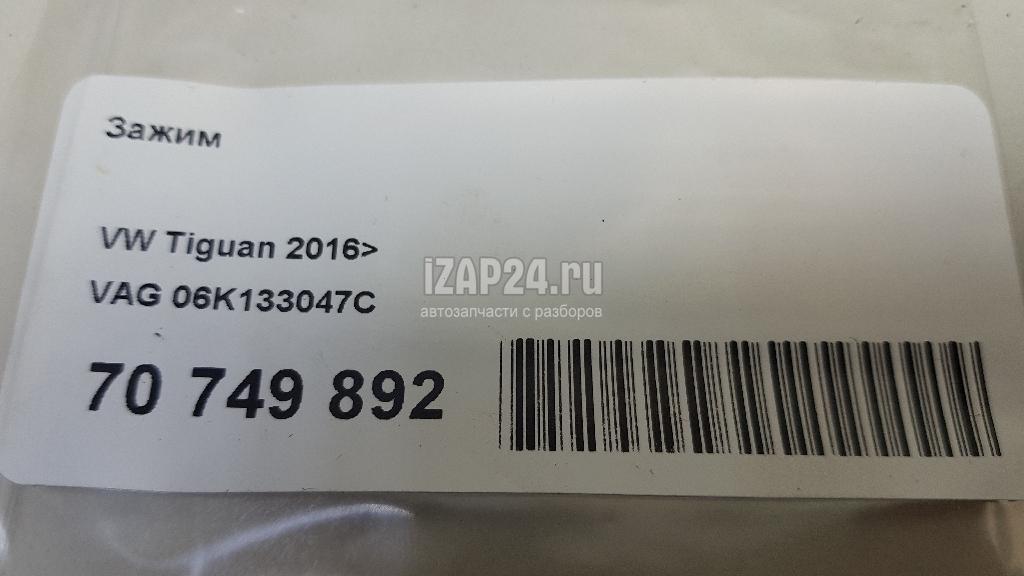 Зажим
VW Tiguan 2016>
VAG 06K133047C
70 749 892
iZAP24.ru
автозапчасти с разборов